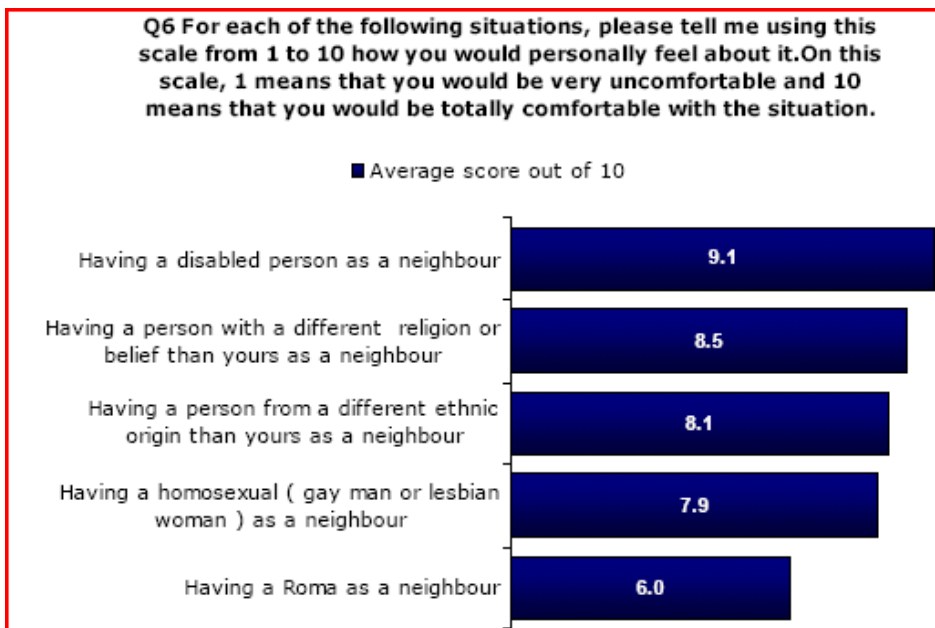 Q6 For each of the following situations, please tell me using this
scale from 1 to 10 how you would personally feel about it.On this
scale, 1 means that you would be very uncomfortable and 10
means that you would be totally comfortable with the situation.
Average score out of 10
Having a disabled person as a neighbour
9.1
Having a person with a different religion or
belief than yours as a neighbour
8.5
Having a person from a different ethnic
origin than yours as a neighbour
8.1
Having a homosexual ( gay man or lesbian
woman ) as a neighbour
7.9
Having a Roma as a neighbour
6.0